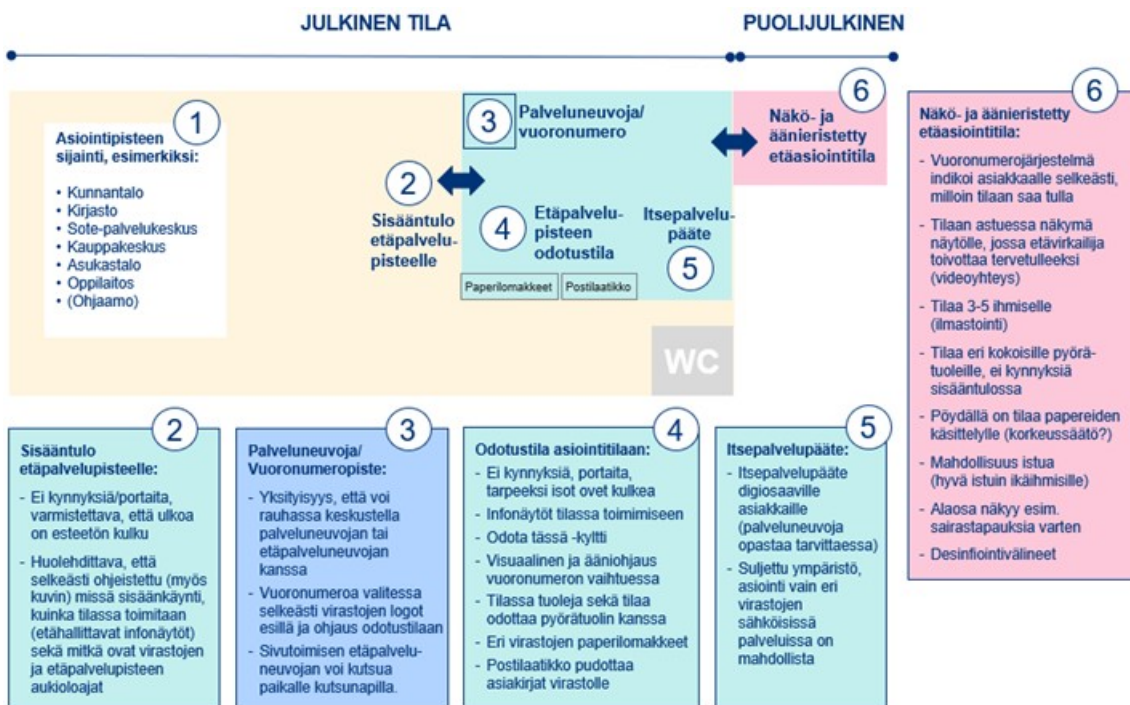 JULKINEN TILA
PUOLIJULKINEN
1
Asiointipisteen
sijainti, esimerkiksi:
• Kunnantalo
• Kirjasto
• Sote-palvelukeskus
• Kauppakeskus
• Asukastalo
• Oppilaitos
• (Ohjaamo)
2
Sisääntulo
etäpalvelu-
pisteelle
3
Palveluneuvoja/
vuoronumero
4
Etäpalvelu-
pisteen
odotustila
Paperilomakkeet
Postilaatikko
Itsepalvelu-
pääte
5
WC
6
Näkö- ja
äänieristetty
etäasiointitila
6
Näkö- ja äänieristetty
etäasiointitila:
- Vuoronumerojärjestelmä
indikoi asiakkaalle selkeästi,
milloin tilaan saa tulla
- Tilaan astuessa näkymä
näytölle, jossa etävirkailija
toivottaa tervetulleeksi
(videoyhteys)
- Tilaa 3-5 ihmiselle
(ilmastointi)
- Tilaa eri kokoisille pyörä-
tuoleille, ei kynnyksiä
sisääntulossa
- Pöydällä on tilaa papereiden
käsittelylle (korkeussäätö?)
- Mahdollisuus istua
(hyvä istuin ikäihmisille)
- Alaosa näkyy esim.
sairastapauksia varten
- Desinfiointivälineet
2
Sisääntulo
etäpalvelupisteelle:
- Ei kynnyksiä/portaita,
varmistettava, että ulkoa
on esteetön kulku
- Huolehdittava, että
selkeästi ohjeistettu (myös
kuvin) missä sisäänkäynti,
kuinka tilassa toimitaan
(etähallittavat infonäytöt)
sekä mitkä ovat virastojen
ja etäpalvelupisteen
aukioloajat
3
Palveluneuvoja/
Vuoronumeropiste:
- Yksityisyys, että voi
rauhassa keskustella
palveluneuvojan tai
etäpalveluneuvojan
kanssa
- Vuoronumeroa valitessa
selkeästi virastojen logot
esillä ja ohjaus odotustilaan
- Sivutoimisen etäpalvelu-
neuvojan voi kutsua
paikalle kutsunapilla.
4
Odotustila asiointitilaan:
- Ei kynnyksiä, portaita,
tarpeeksi isot ovet kulkea
- Infonäytöt tilassa toimimiseen
- Odota tässä -kyltti
- Visuaalinen ja ääniohjaus
vuoronumeron vaihtuessa
- Tilassa tuoleja sekä tilaa
odottaa pyörätuolin kanssa
- Eri virastojen paperilomakkeet
- Postilaatikko pudottaa
asiakirjat virastolle
5
Itsepalvelupääte:
- Itsepalvelupääte
digiosaaville
asiakkaille
(palveluneuvoja
opastaa tarvittaessa)
- Suljettu ympäristö,
asiointi vain eri
virastojen
sähköisissä
palveluissa on
mahdollista